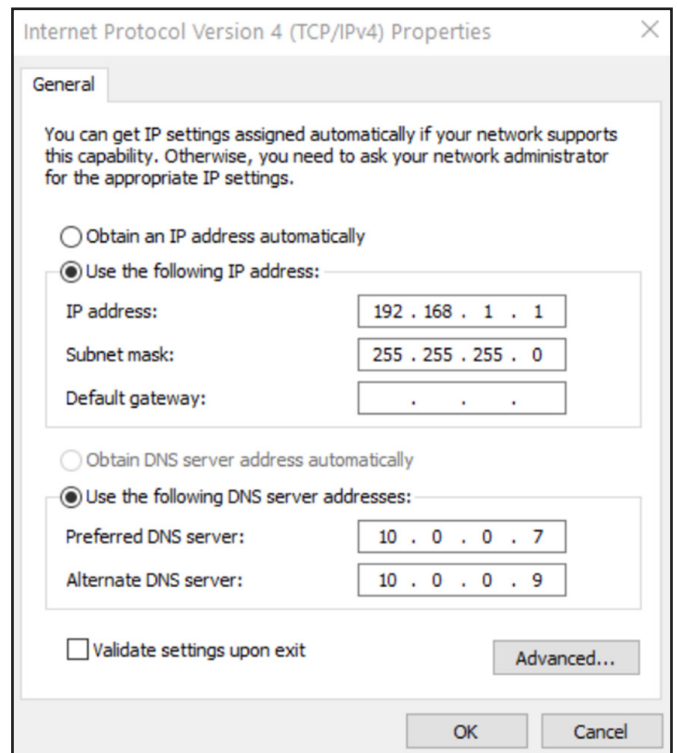 Internet Protocol Version 4 (TCP/IPv4) Properties
General
You can get IP settings assigned automatically if your network supports
this capability. Otherwise, you need to ask your network administrator
for the appropriate IP settings.
Obtain an IP address automatically
Use the following IP address:
IP address: 192 . 168 . 1 . 1
Subnet mask: 255 . 255 . 255 . 0
Default gateway: . . .
Obtain DNS server address automatically
Use the following DNS server addresses:
Preferred DNS server: 10 . 0 . 0 . 7
Alternate DNS server: 10 . 0 . 0 . 9
Validate settings upon exit
Advanced...
OK Cancel